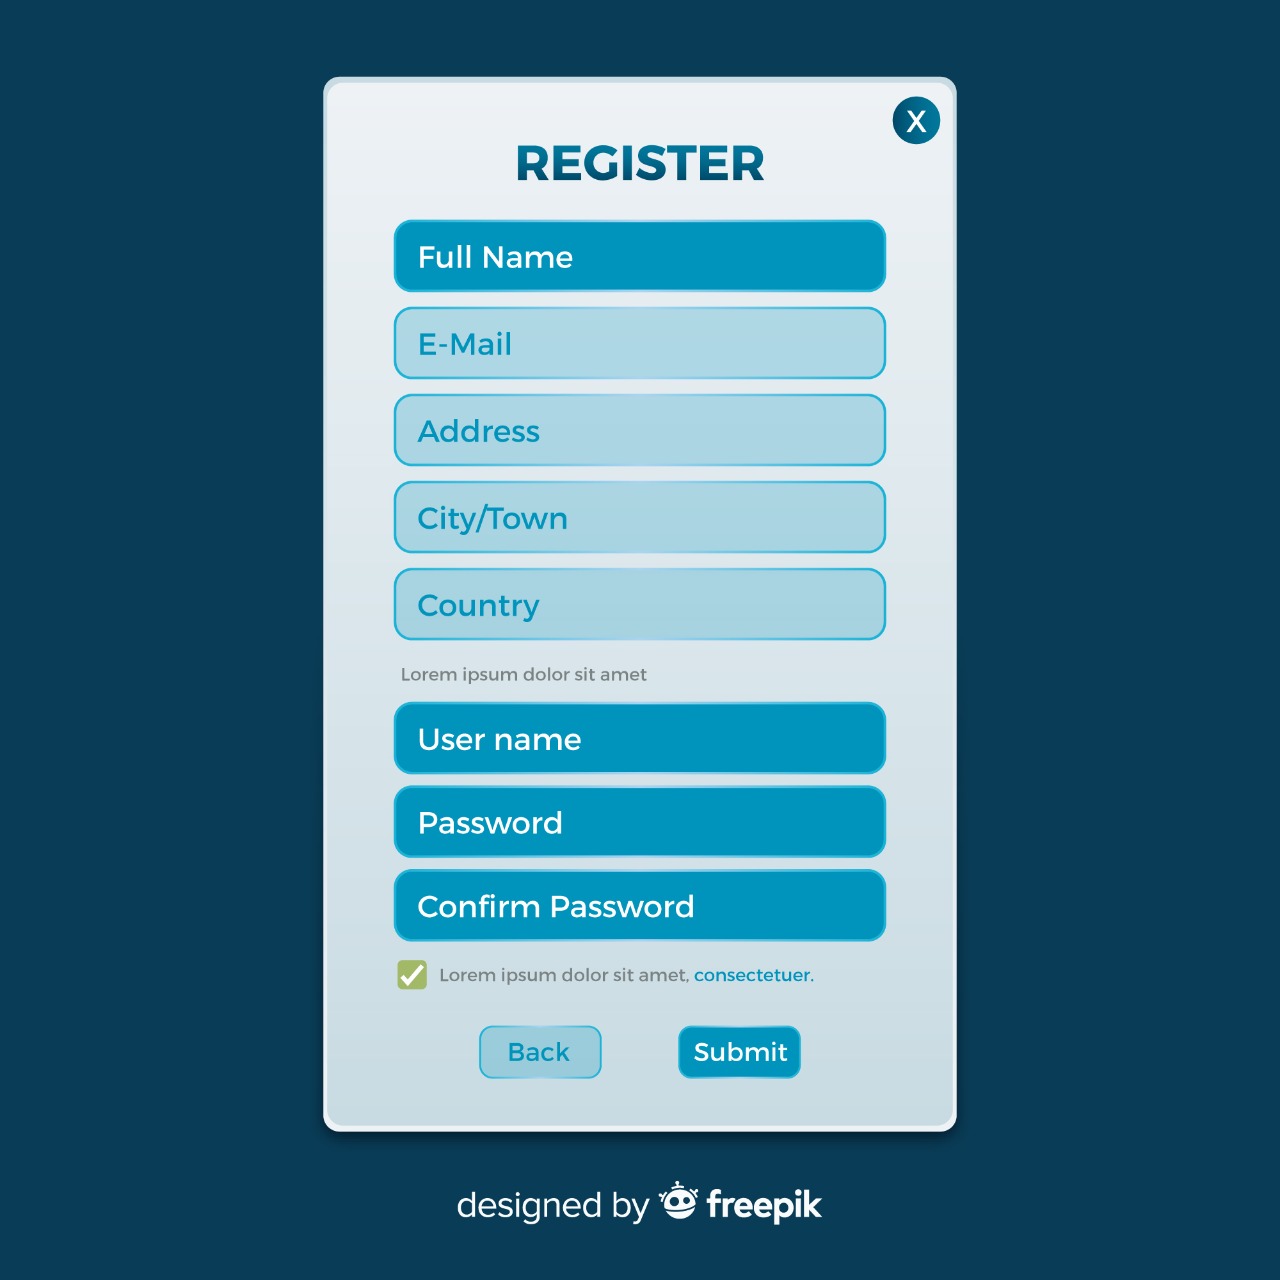 X
REGISTER
Full Name
E-Mail
Address
City/Town
Country
Lorem ipsum dolor sit amet
User name
Password
Confirm Password
Lorem ipsum dolor sit amet, consectetuer.
Back Submit
designed by freepik